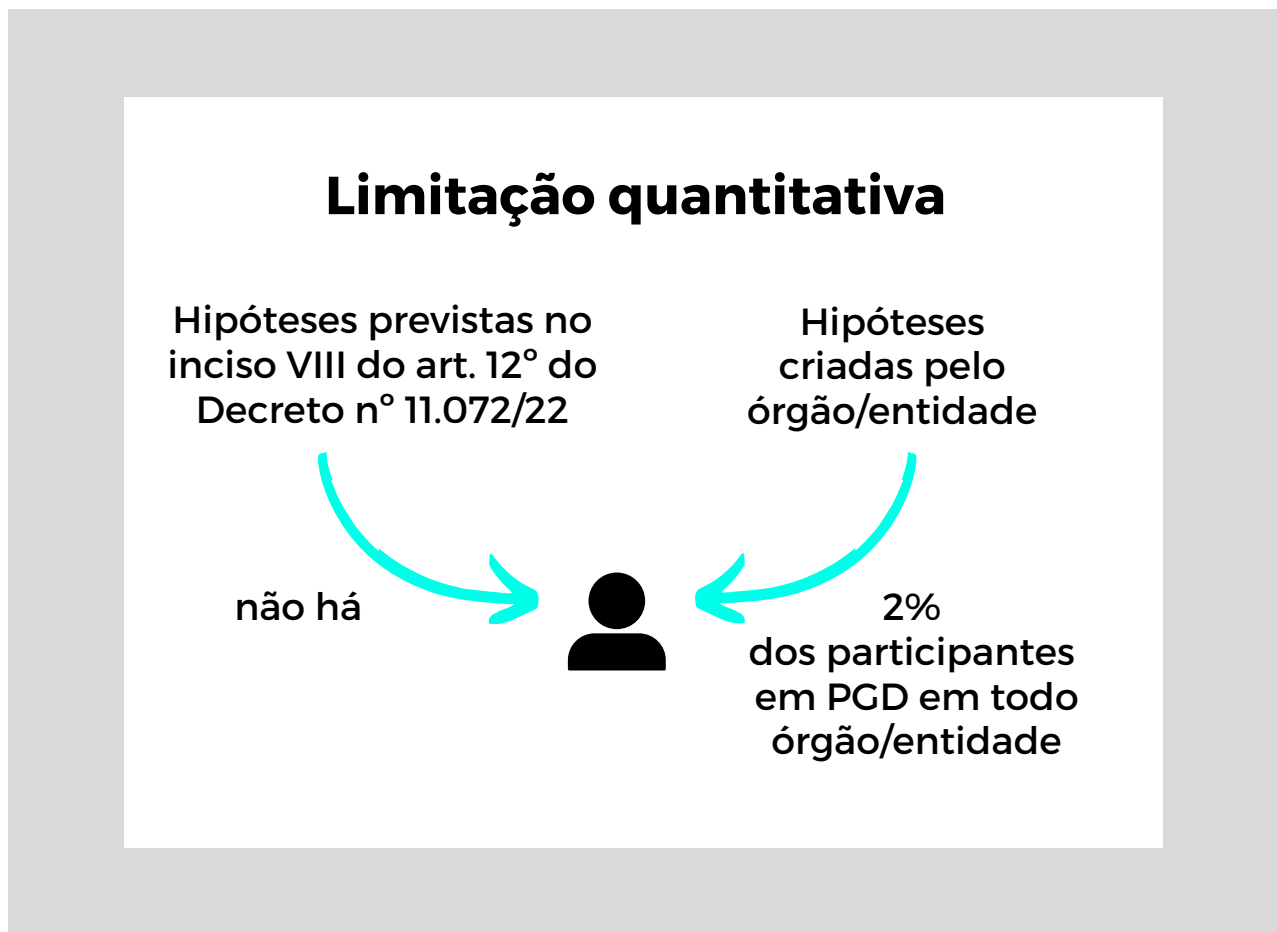 Limitação quantitativa
Hipóteses previstas no
inciso VIII do art. 12º do
Decreto nº 11.072/22
Hipóteses
criadas pelo
órgão/entidade
não há
2%
dos participantes
em PGD em todo
órgão/entidade